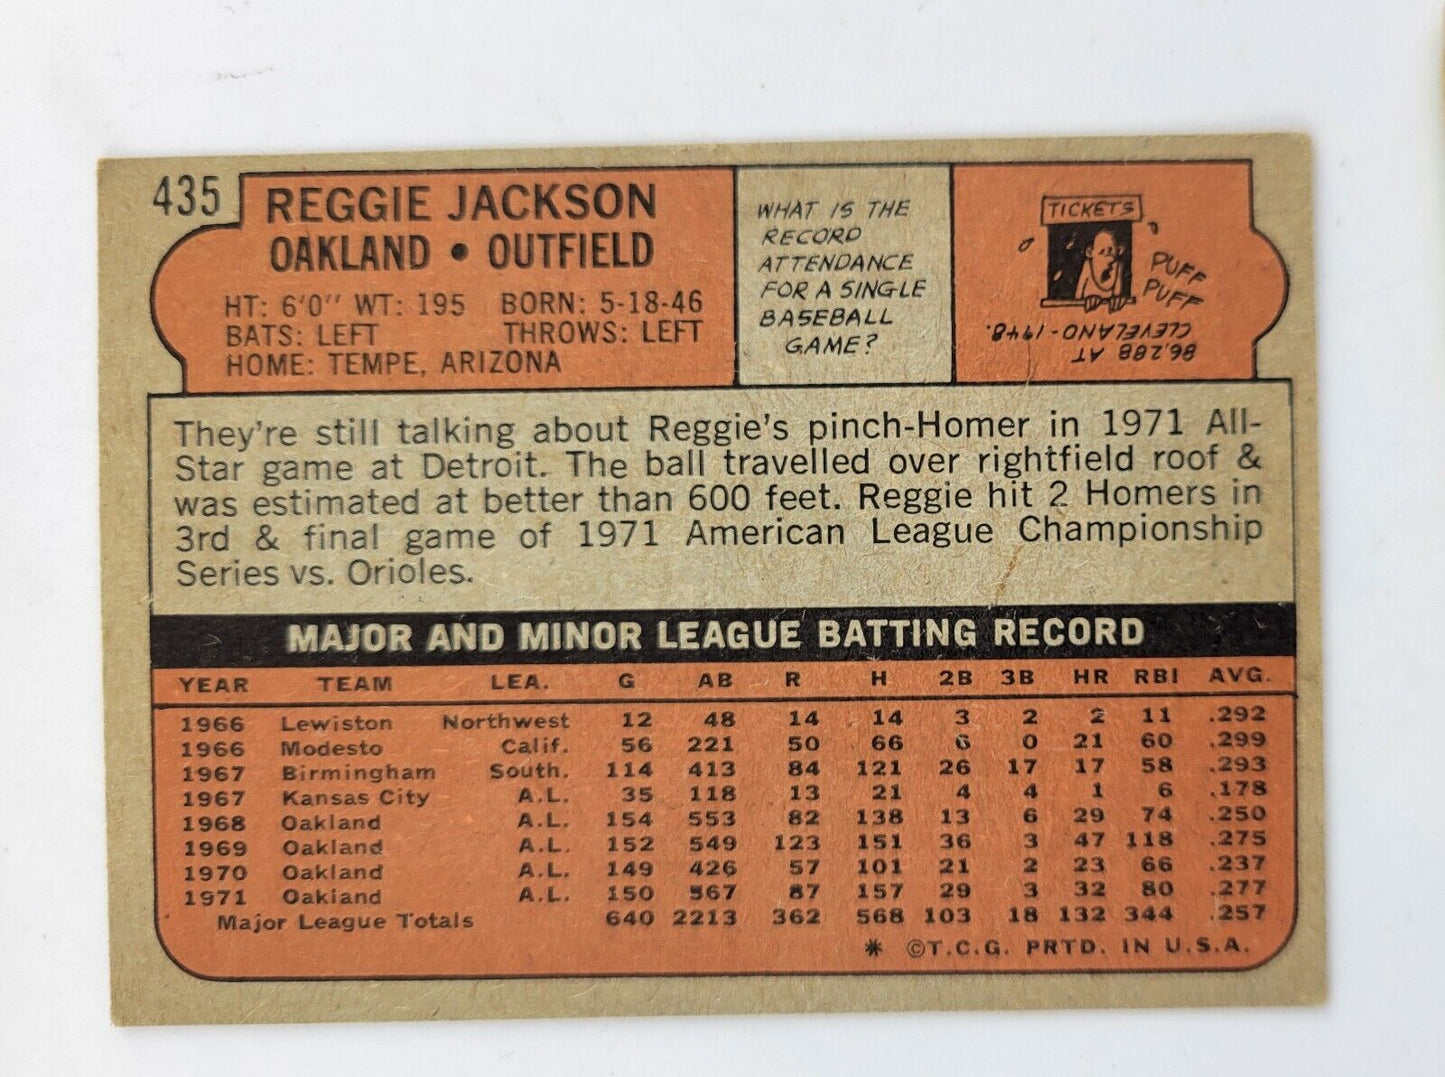 435
REGGIE JACKSON
OAKLAND • OUTFIELD
HT: 6'0" WT: 195 BORN: 5-18-46
BATS: LEFT THROWS: LEFT
HOME: TEMPE, ARIZONA
WHAT IS THE
RECORD
ATTENDANCE
FOR A SINGLE
BASEBALL
GAME?
TICKETS
PUFF
PUFF
86,288 AT
CLEVELAND-1948.
They're still talking about Reggie's pinch-Homer in 1971 All-
Star game at Detroit. The ball travelled over rightfield roof &
was estimated at better than 600 feet. Reggie hit 2 Homers in
3rd & final game of 1971 American League Championship
Series vs. Orioles.
MAJOR AND MINOR LEAGUE BATTING RECORD
YEAR TEAM LEA. G AB R H 2B 3B HR RBI AVG.
1966 Lewiston Northwest 12 48 14 14 3 2 2 11 .292
1966 Modesto Calif. 56 221 50 66 6 0 21 60 .299
1967 Birmingham South. 114 413 84 121 26 17 17 58 .293
1967 Kansas City A.L. 35 118 13 21 4 4 1 6 .178
1968 Oakland A.L. 154 553 82 138 13 6 29 74 .250
1969 Oakland A.L. 152 549 123 151 36 3 47 118 .275
1970 Oakland A.L. 149 426 57 101 21 2 23 66 .237
1971 Oakland A.L. 150 567 87 157 29 3 32 80 .277
Major League Totals 640 2213 362 568 103 18 132 344 .257
* ©T.C.G. PRTD. IN U.S.A.